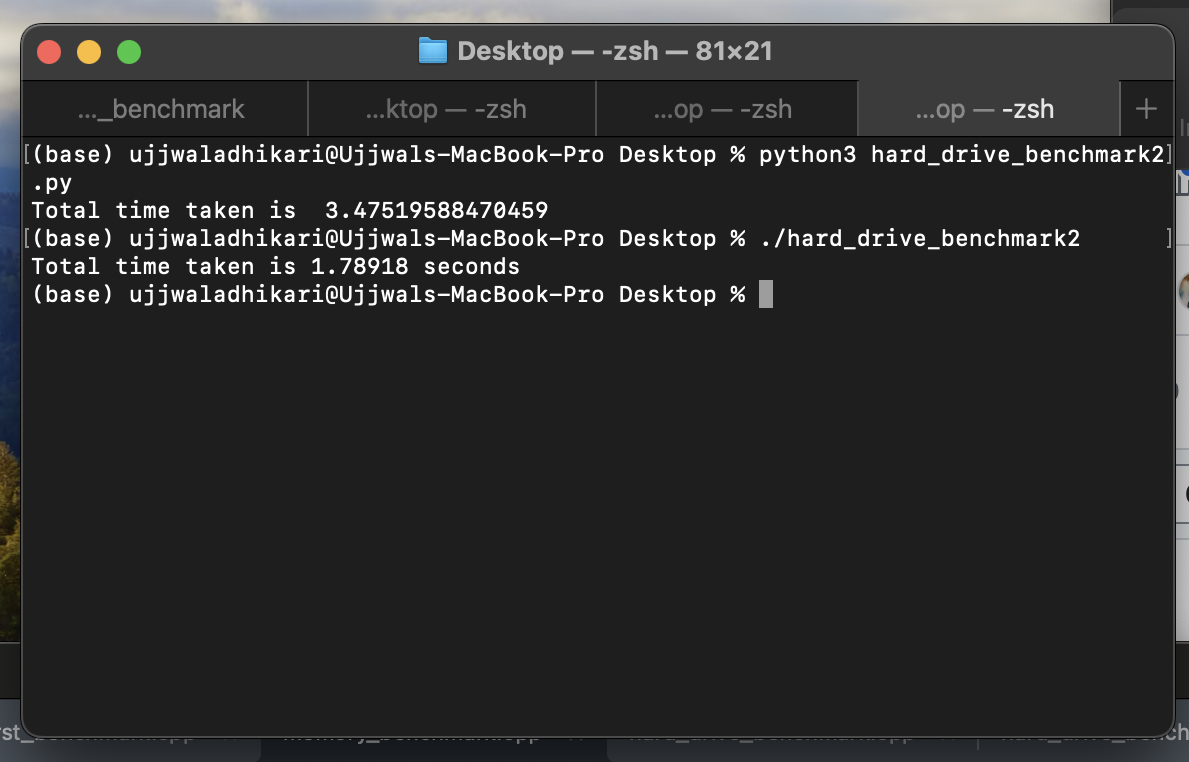 Desktop — -zsh — 81×21
..._benchmark
...ktop — -zsh
...op — -zsh
...op — -zsh
[(base) ujjwaladhikari@Ujjwals-MacBook-Pro Desktop % python3 hard_drive_benchmark2]
.py
Total time taken is  3.47519588470459
[(base) ujjwaladhikari@Ujjwals-MacBook-Pro Desktop % ./hard_drive_benchmark2 ]
Total time taken is 1.78918 seconds
(base) ujjwaladhikari@Ujjwals-MacBook-Pro Desktop %